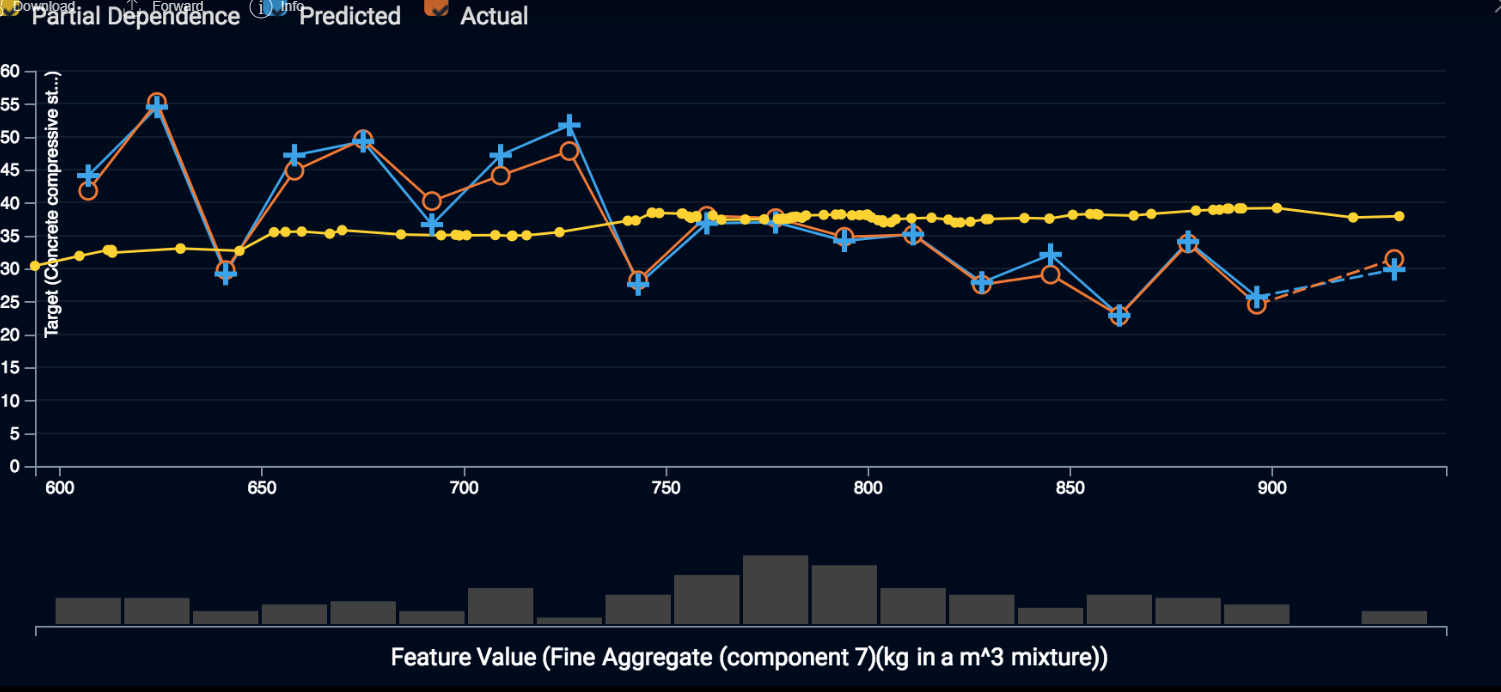 Download Forward Info
Partial Dependence Predicted Actual
60
55
50
45
40
35
30
25
20
15
10
5
0
Target (Concrete compressive st...)
600 650 700 750 800 850 900
Feature Value (Fine Aggregate (component 7)(kg in a m^3 mixture))